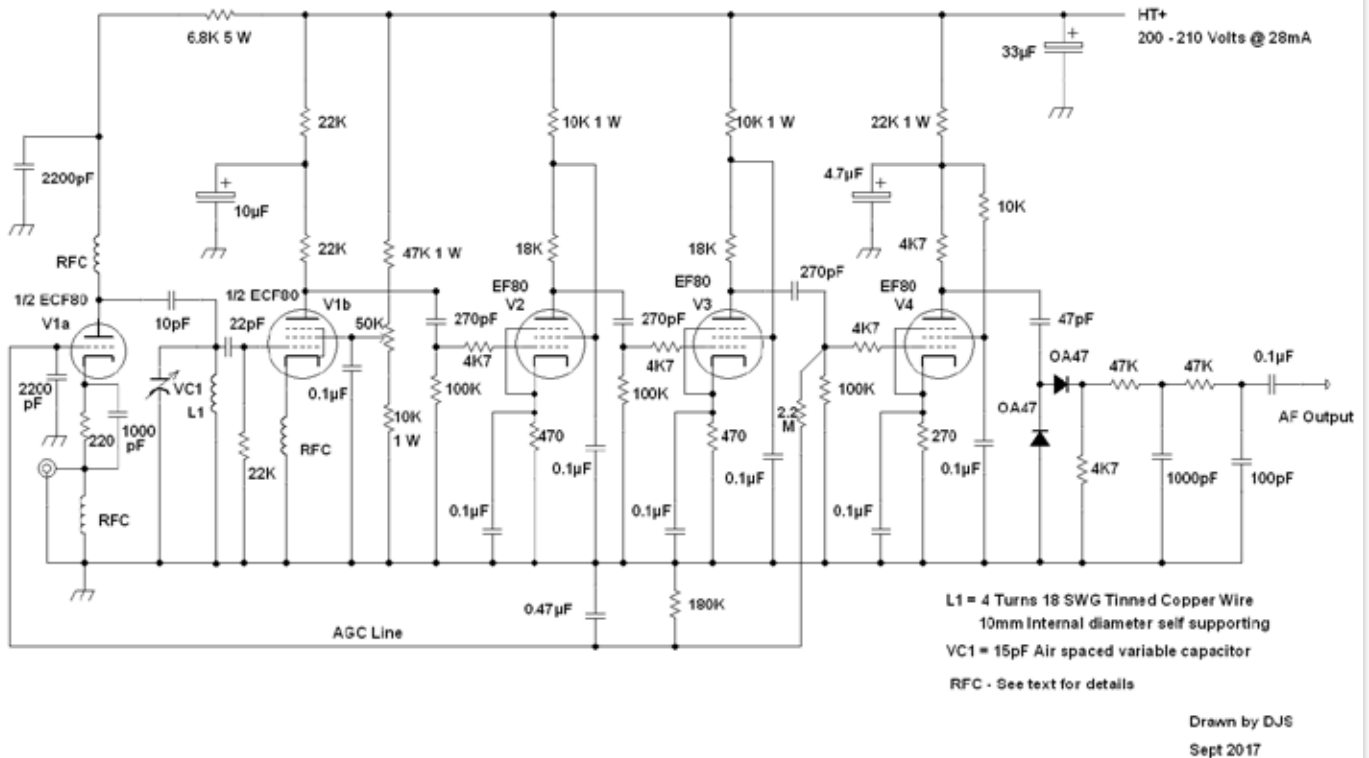 HT+
200 - 210 Volts @ 28mA
6.8K 5 W
33µF
22K
10K 1 W
10K 1 W
22K 1 W
2200pF
10µF
4.7µF
10K
22K
47K 1 W
18K
18K
4K7
RFC
270pF
1/2 ECF80
V1a
10pF
22pF
1/2 ECF80
V1b
50K
270pF
EF80
V2
270pF
EF80
V3
EF80
V4
47pF
4K7
4K7
4K7
OA47
47K
47K
0.1µF
2200
pF
VC1
L1
0.1µF
100K
100K
100K
OA47
AF Output
220
1000
pF
10K
1 W
470
470
2.2
M
270
22K
RFC
0.1µF
0.1µF
0.1µF
4K7
1000pF
100pF
RFC
0.1µF
0.1µF
0.1µF
0.47µF
180K
AGC Line
L1 = 4 Turns 18 SWG Tinned Copper Wire
10mm Internal diameter self supporting
VC1 = 15pF Air spaced variable capacitor
RFC - See text for details
Drawn by DJS
Sept 2017